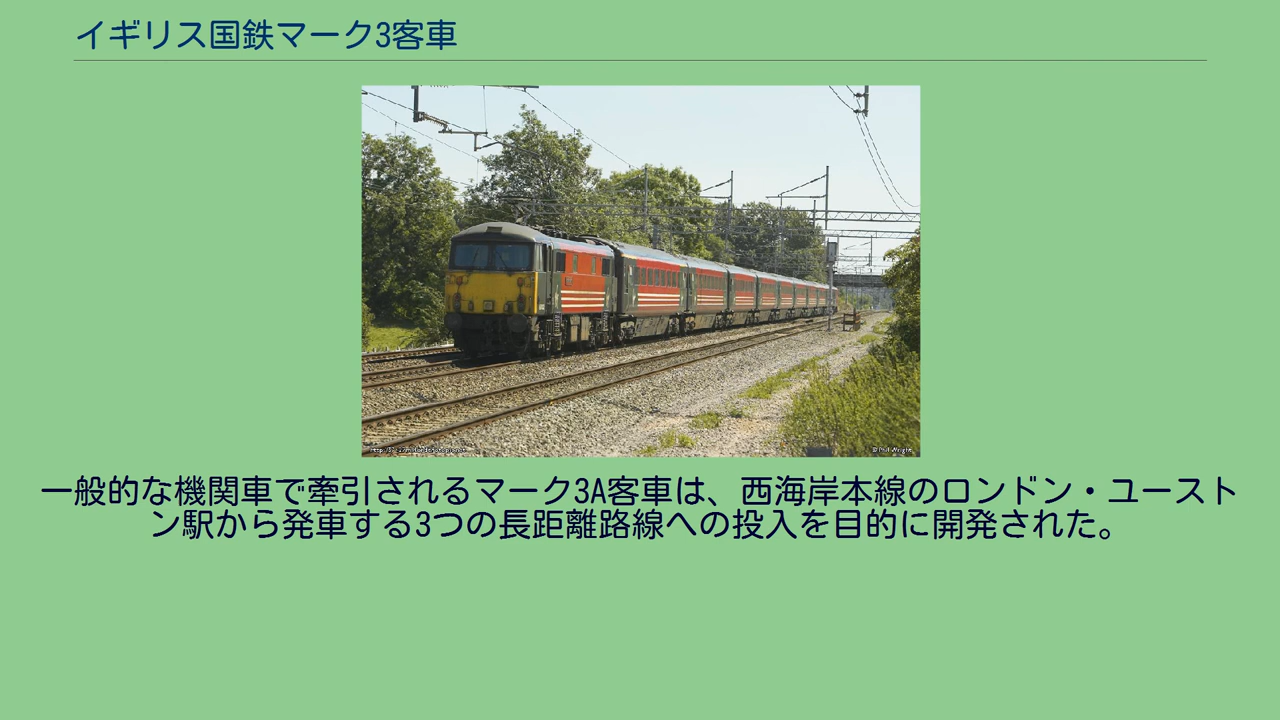 イギリス国鉄マーク3客車
一般的な機関車で牽引されるマーク3A客車は、西海岸本線のロンドン・ユースト
ン駅から発車する3つの長距離路線への投入を目的に開発された。
© Phil Wright